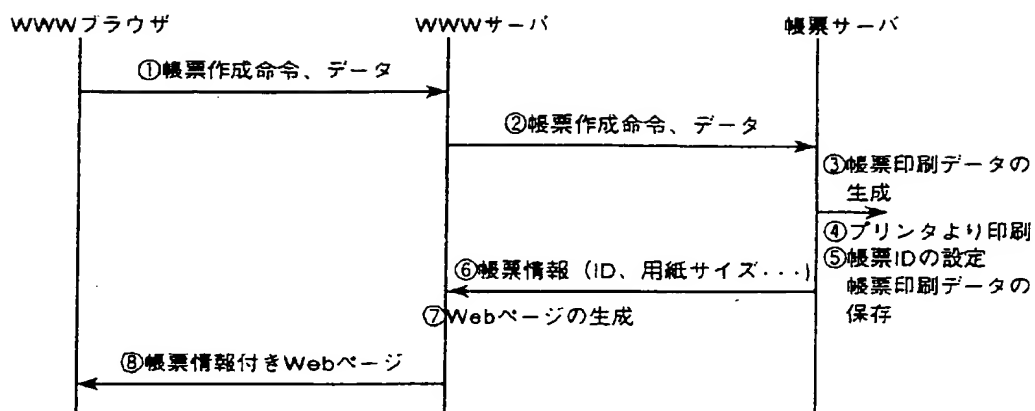 WWWブラウザ
WWWサーバ
帳票サーバ
①帳票作成命令、データ
②帳票作成命令、データ
③帳票印刷データの
生成
④プリンタより印刷
⑤帳票IDの設定
帳票印刷データの
保存
⑥帳票情報（ID、用紙サイズ...）
⑦Webページの生成
⑧帳票情報付きWebページ